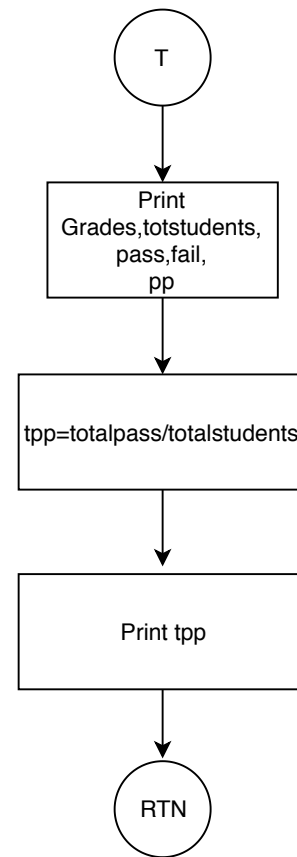 T
Print
Grades,totstudents,
pass,fail,
pp
tpp=totalpass/totalstudents
Print tpp
RTN